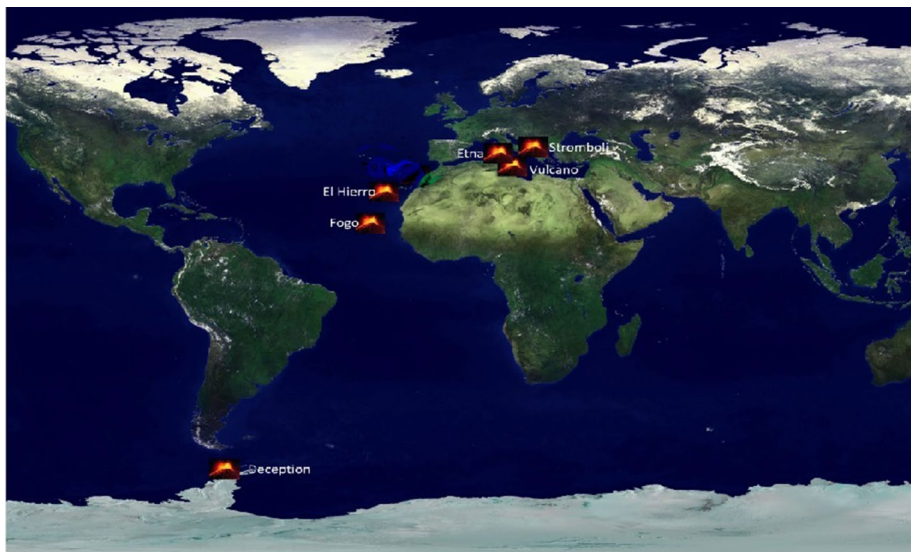 Etna
Stromboli
Vulcano
El Hierro
Fogo
Deception